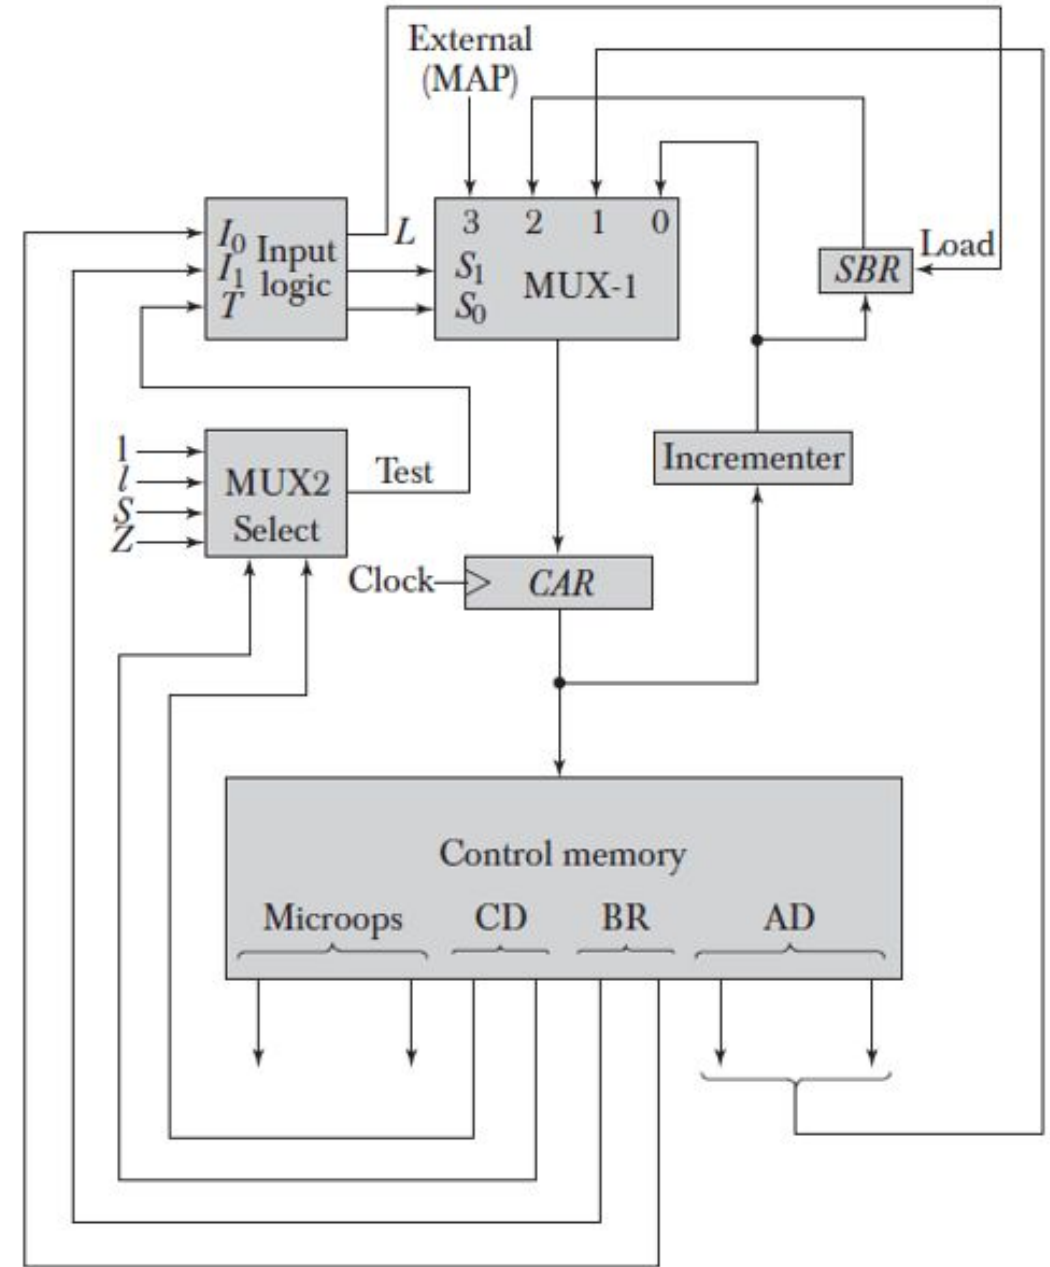 External
(MAP)
I0 Input
I1 logic
T
L
3 2 1 0
S1
S0
MUX-1
SBR
Load
1
l
S
Z
MUX2
Select
Test
Incrementer
Clock
CAR
Control memory
Microops CD BR AD